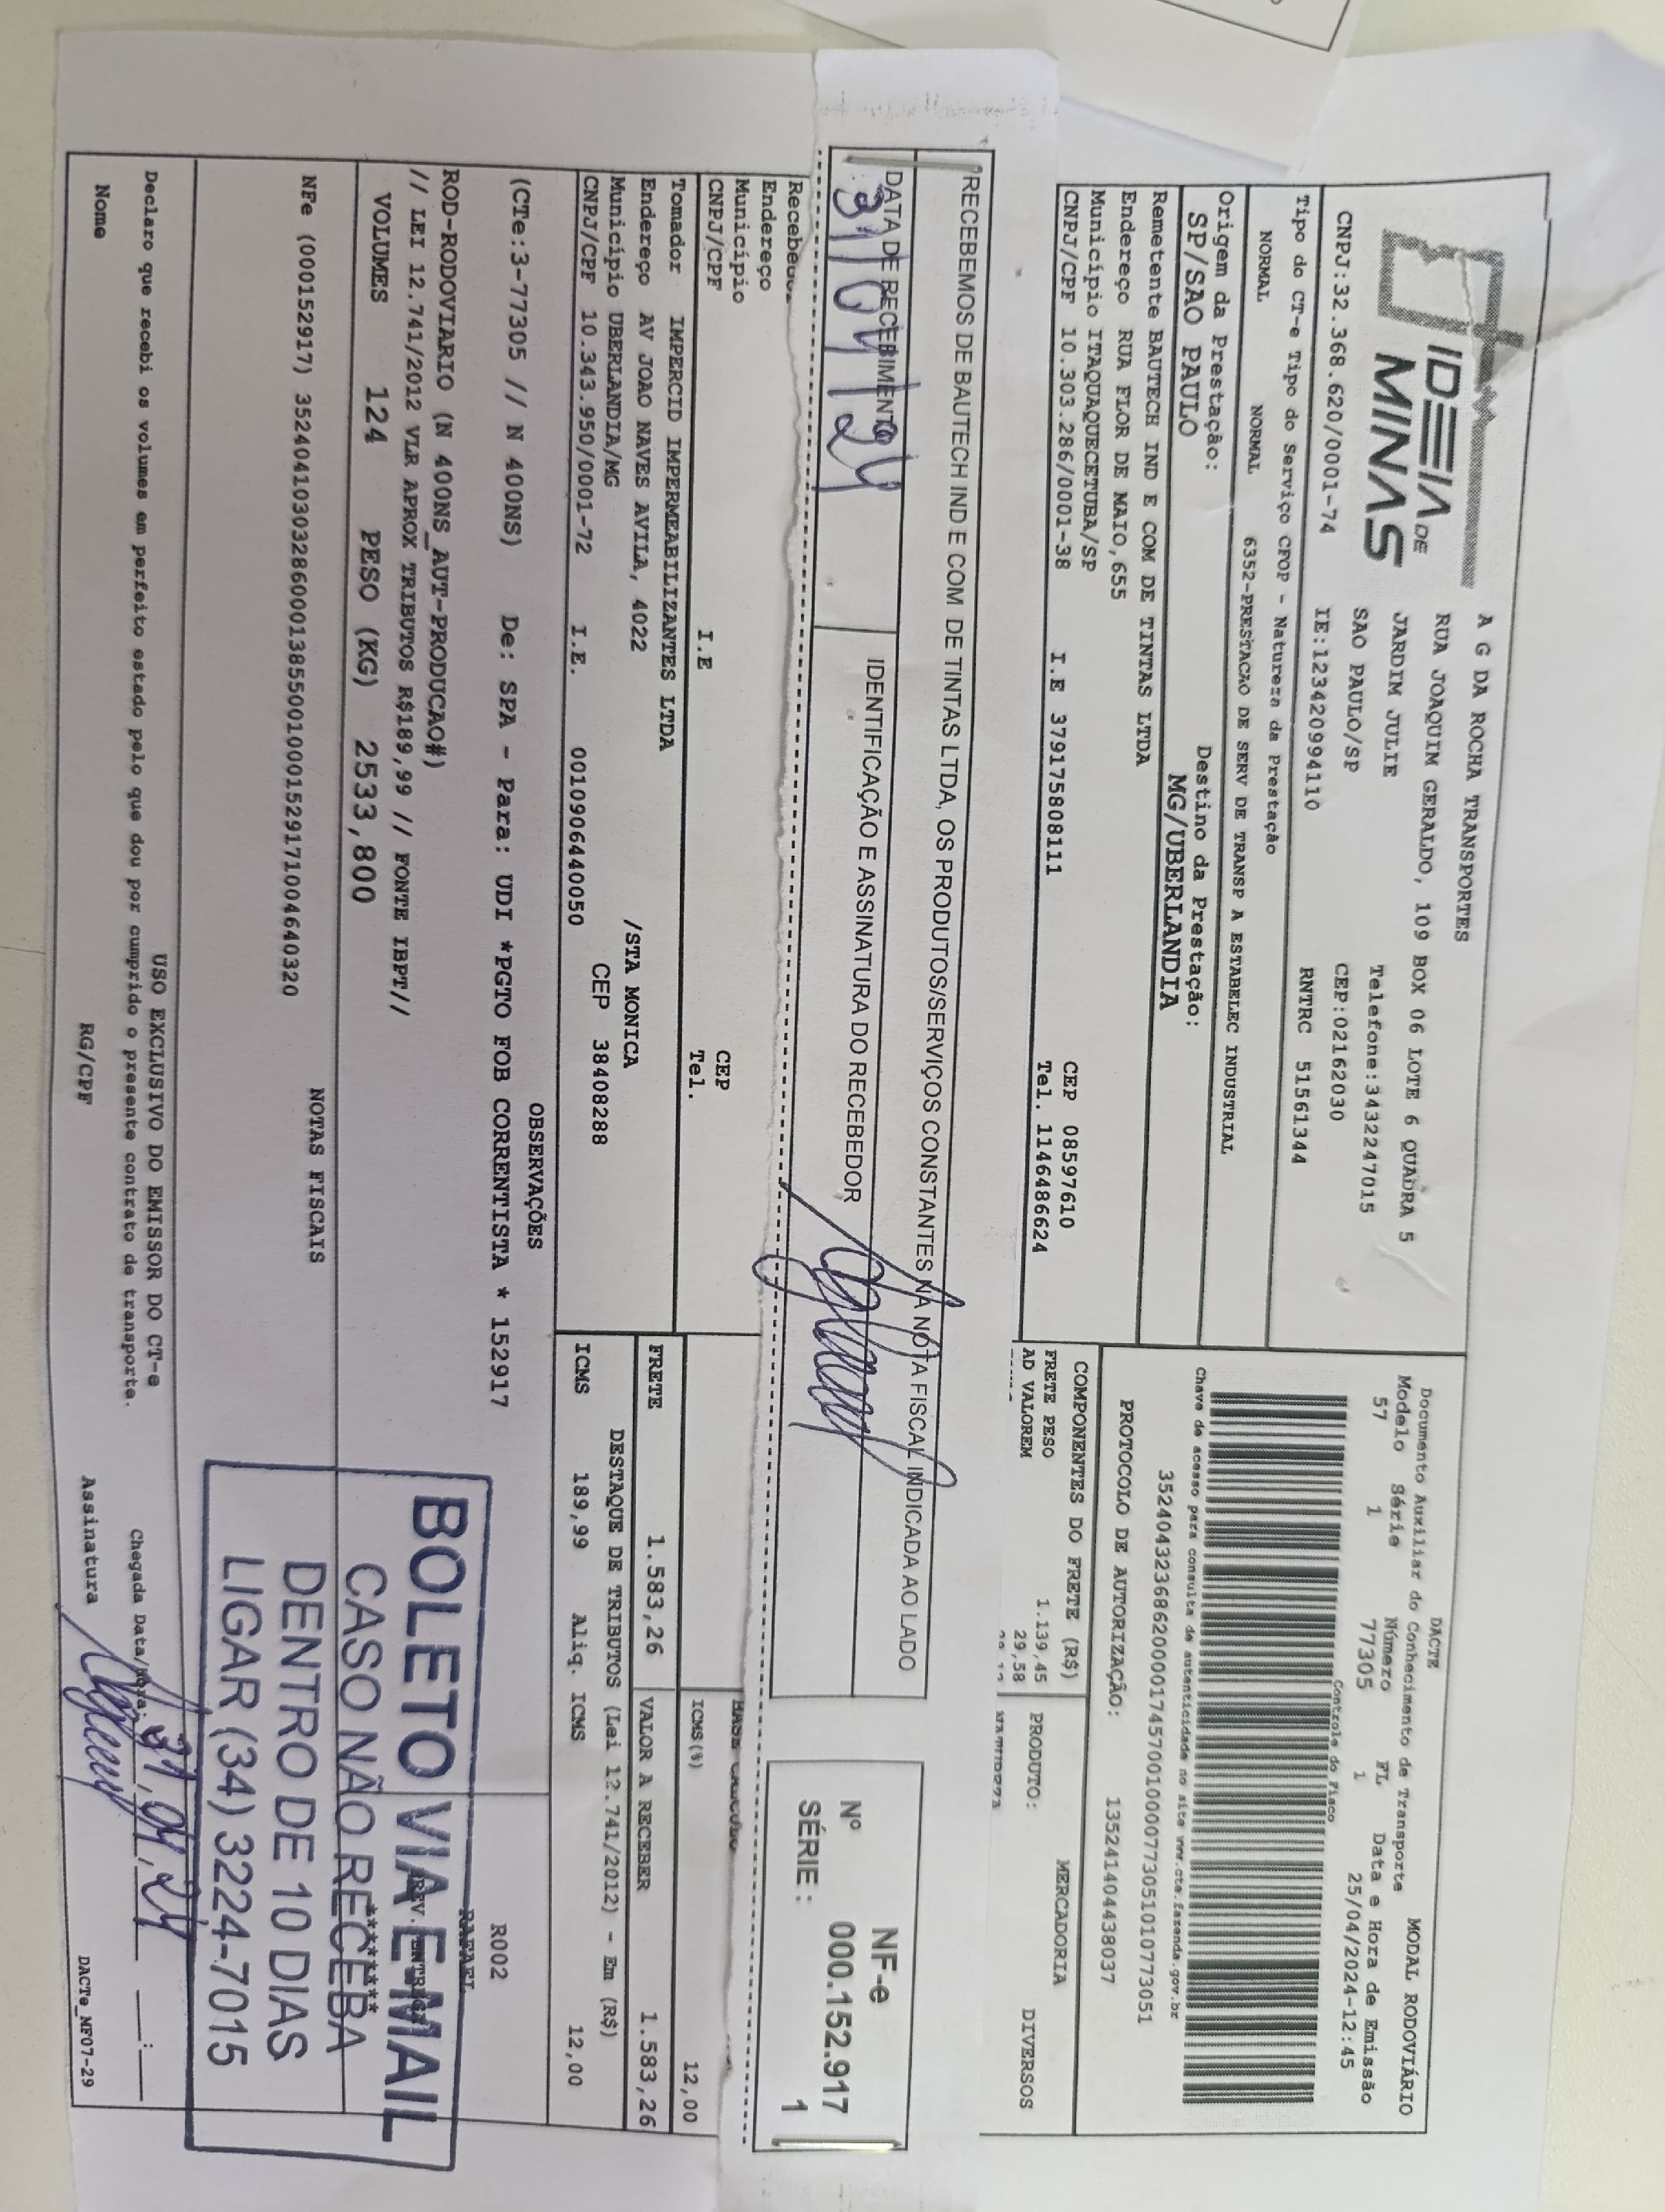 IDEIA DE
MINAS
A G DA ROCHA TRANSPORTES
RUA JOAQUIM GERALDO, 109 BOX 06 LOTE 6 QUADRA 5
JARDIM JULIE Telefone:3432247015
SAO PAULO/SP CEP:02162030
CNPJ:32.368.620/0001-74 IE:123420994110 RNTRC 51561344
Tipo do CT-e Tipo do Serviço CFOP - Natureza da Prestação
NORMAL NORMAL 6352-PRESTACAO DE SERV DE TRANSP A ESTABELEC INDUSTRIAL
Origem da Prestação: Destino da Prestação:
SP/SAO PAULO MG/UBERLANDIA
Remetente BAUTECH IND E COM DE TINTAS LTDA
Endereço RUA FLOR DE MAIO,655
Município ITAQUAQUECETUBA/SP CEP 08597610
CNPJ/CPF 10.303.286/0001-38 I.E 379175808111 Tel. 1146486624
DACTE MODAL RODOVIÁRIO
Documento Auxiliar do Conhecimento de Transporte
Modelo Série Número FL Data e Hora de Emissão
57 1 77305 1 25/04/2024-12:45
Controle do Fisco
Chave de acesso para consulta de autenticidade no site www.cte.fazenda.gov.br
35240432368620000174570010000773051010773051
PROTOCOLO DE AUTORIZAÇÃO: 135241404438037
COMPONENTES DO FRETE (R$) MERCADORIA
FRETE PESO 1.139,45 PRODUTO: DIVERSOS
AD VALOREM 29,58
RECEBEMOS DE BAUTECH IND E COM DE TINTAS LTDA, OS PRODUTOS/SERVIÇOS CONSTANTES NA NOTA FISCAL INDICADA AO LADO
DATA DE RECEBIMENTO IDENTIFICAÇÃO E ASSINATURA DO RECEBEDOR
NF-e
Nº 000.152.917
SÉRIE : 1
Endereço
Município CEP
CNPJ/CPF I.E Tel.
Tomador IMPERCID IMPERMEABILIZANTES LTDA
Endereço AV JOAO NAVES AVILA, 4022 /STA MONICA
Município UBERLANDIA/MG CEP 38408288
CNPJ/CPF 10.343.950/0001-72 I.E. 0010906440050
ICMS(%) 12,00
FRETE 1.583,26 VALOR A RECEBER 1.583,26
DESTAQUE DE TRIBUTOS (Lei 12.741/2012) - Em (R$)
ICMS 189,99 Aliq. ICMS 12,00
OBSERVAÇÕES
(CTe:3-77305 // N 400NS) De: SPA - Para: UDI *PGTO FOB CORRENTISTA * 152917
R002
RAFAEL
ROD-RODOVIARIO (N 400NS_AUT-PRODUCAO#)
// LEI 12.741/2012 VLR APROX TRIBUTOS R$189,99 // FONTE IBPT//
VOLUMES 124 PESO (KG) 2533,800
NOTAS FISCAIS
NFe (000152917) 35240410303286000138550010001529171004640320
BOLETO VIA E-MAIL
CASO NÃO RECEBA
DENTRO DE 10 DIAS
LIGAR (34) 3224-7015
USO EXCLUSIVO DO EMISSOR DO CT-e
Declaro que recebi os volumes em perfeito estado pelo que dou por cumprido o presente contrato de transporte.
Chegada Data/Hora:
Nome RG/CPF Assinatura
DACTe_MF07-29